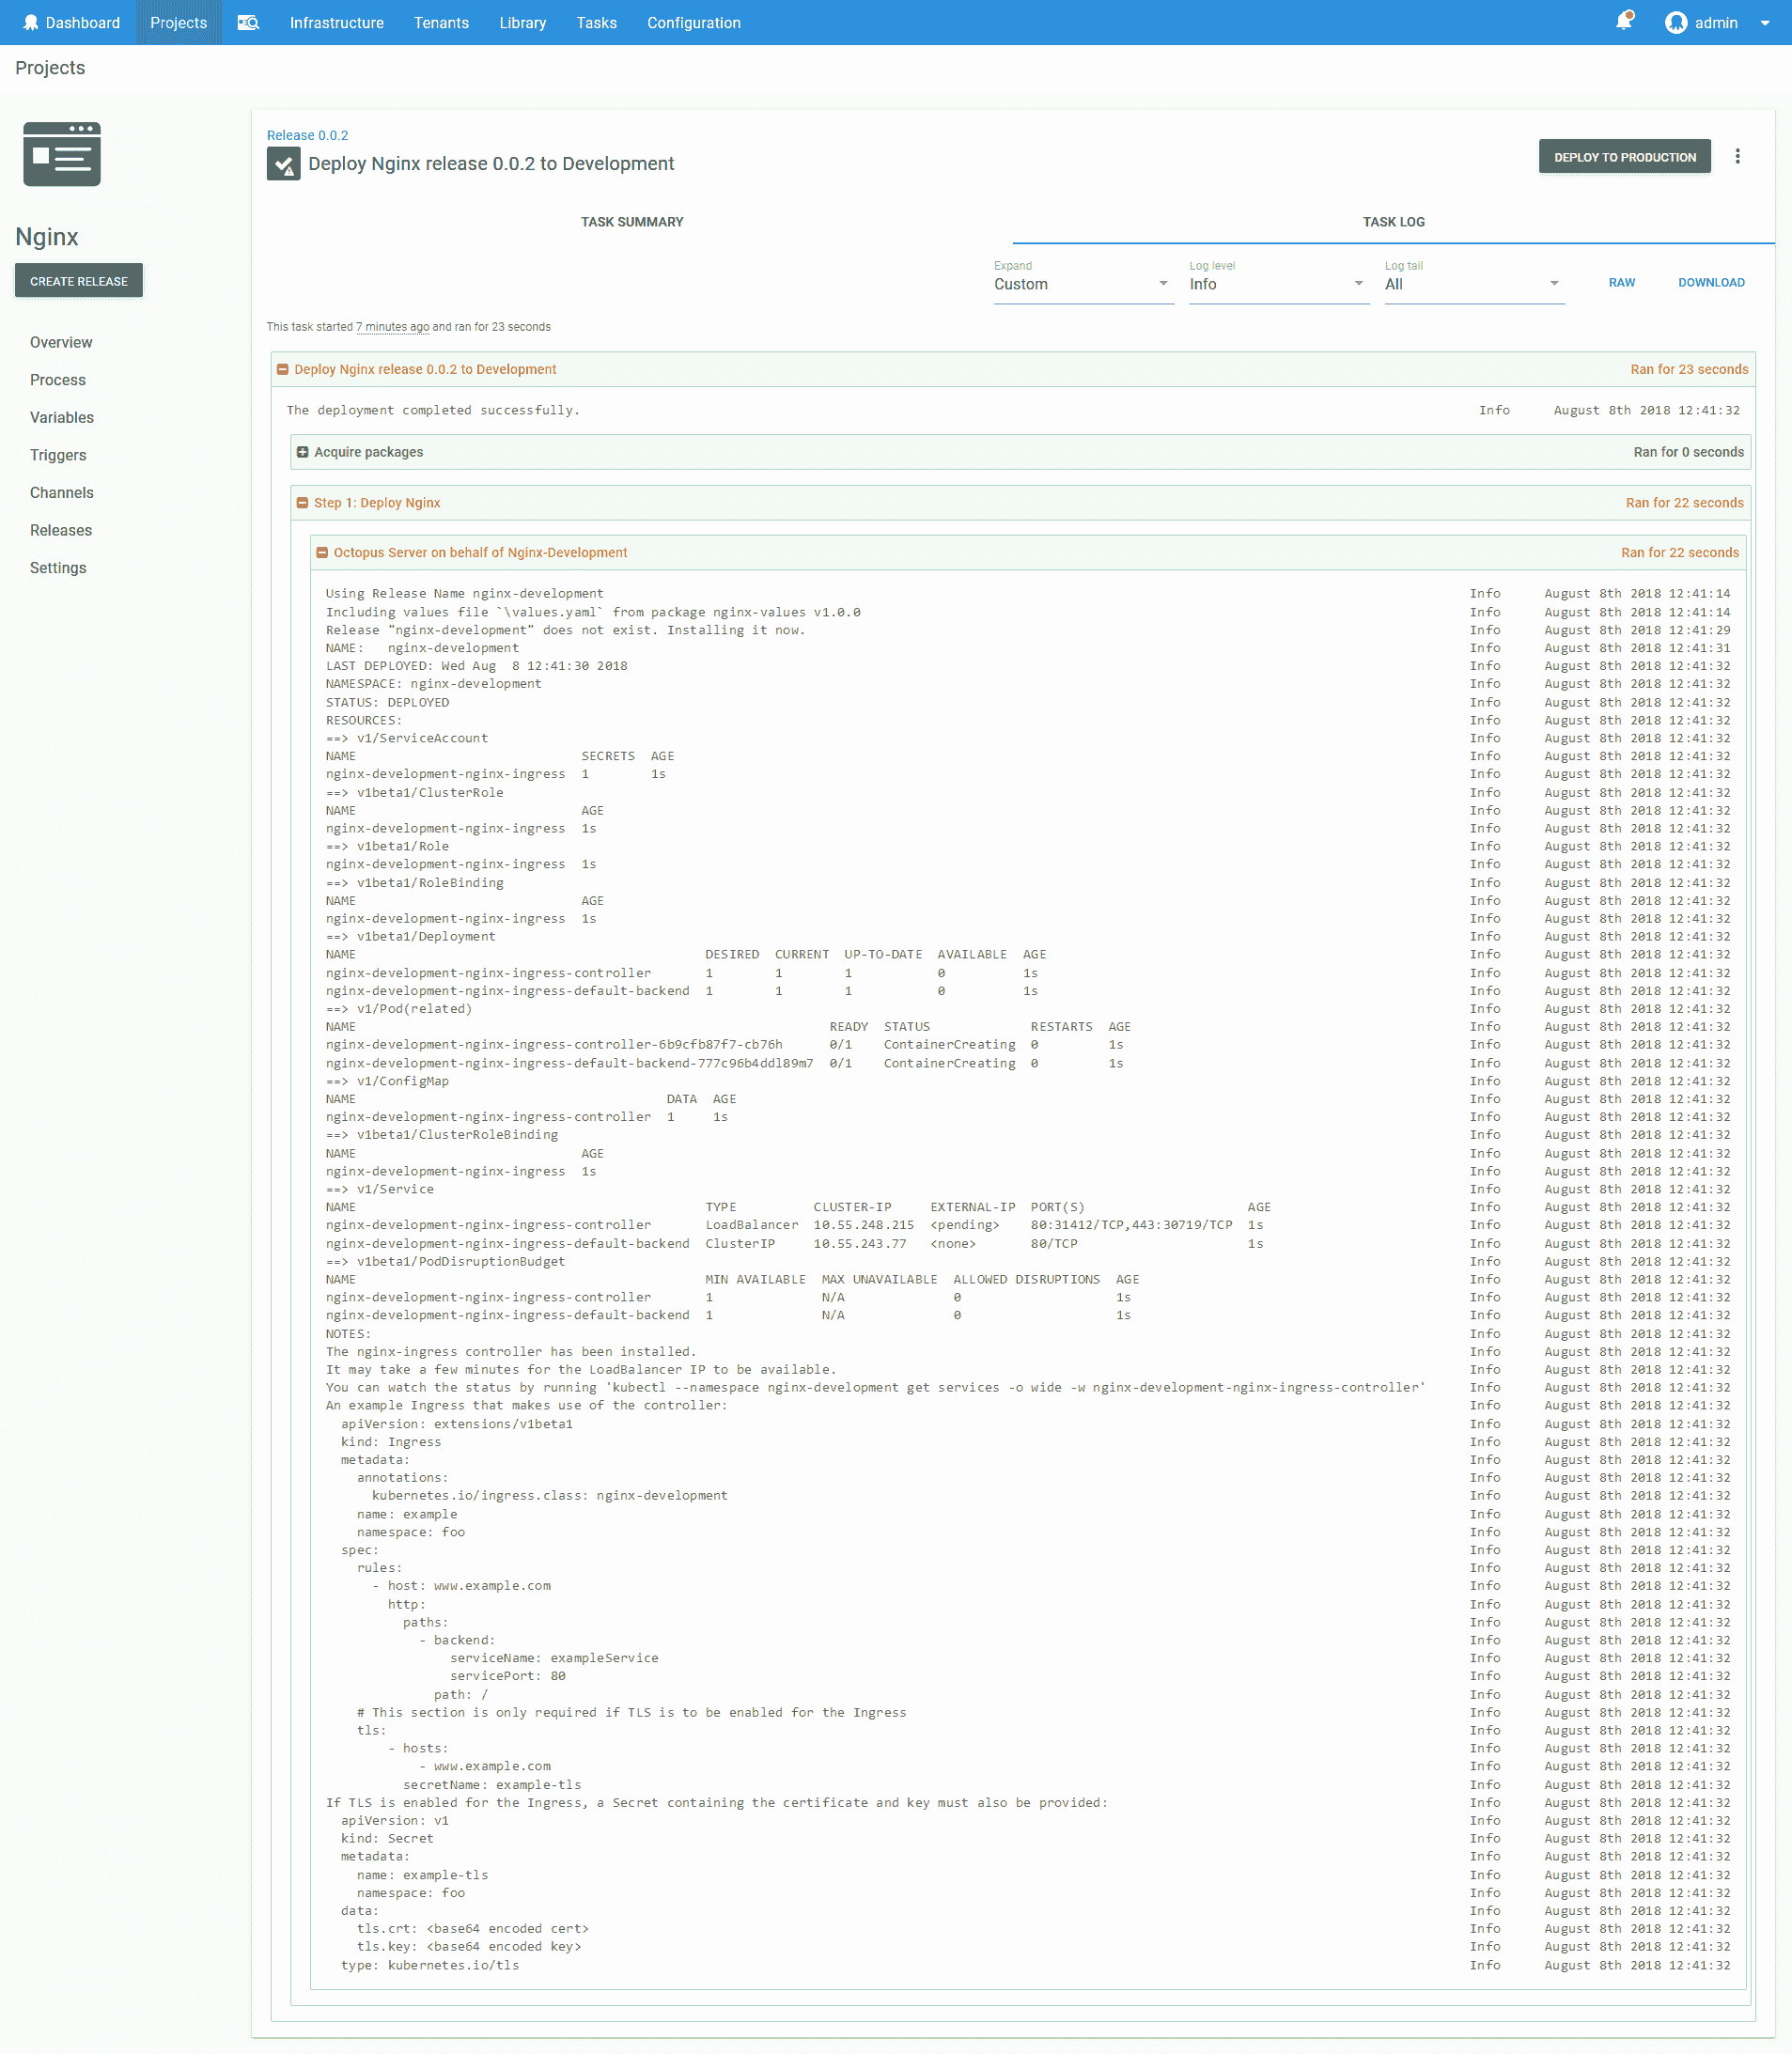 Dashboard Projects Infrastructure Tenants Library Tasks Configuration admin
Projects
Nginx
CREATE RELEASE
Overview
Process
Variables
Triggers
Channels
Releases
Settings
Release 0.0.2
Deploy Nginx release 0.0.2 to Development
DEPLOY TO PRODUCTION
TASK SUMMARY TASK LOG
Expand Log level Log tail
Custom Info All RAW DOWNLOAD
This task started 7 minutes ago and ran for 23 seconds
Deploy Nginx release 0.0.2 to Development Ran for 23 seconds
The deployment completed successfully. Info August 8th 2018 12:41:32
Acquire packages Ran for 0 seconds
Step 1: Deploy Nginx Ran for 22 seconds
Octopus Server on behalf of Nginx-Development Ran for 22 seconds
Using Release Name nginx-development Info August 8th 2018 12:41:14
Including values file `\values.yaml` from package nginx-values v1.0.0 Info August 8th 2018 12:41:14
Release "nginx-development" does not exist. Installing it now. Info August 8th 2018 12:41:29
NAME: nginx-development Info August 8th 2018 12:41:31
LAST DEPLOYED: Wed Aug 8 12:41:30 2018 Info August 8th 2018 12:41:32
NAMESPACE: nginx-development Info August 8th 2018 12:41:32
STATUS: DEPLOYED Info August 8th 2018 12:41:32
RESOURCES: Info August 8th 2018 12:41:32
==> v1/ServiceAccount Info August 8th 2018 12:41:32
NAME SECRETS AGE Info August 8th 2018 12:41:32
nginx-development-nginx-ingress 1 1s Info August 8th 2018 12:41:32
==> v1beta1/ClusterRole Info August 8th 2018 12:41:32
NAME AGE Info August 8th 2018 12:41:32
nginx-development-nginx-ingress 1s Info August 8th 2018 12:41:32
==> v1beta1/Role Info August 8th 2018 12:41:32
nginx-development-nginx-ingress 1s Info August 8th 2018 12:41:32
==> v1beta1/RoleBinding Info August 8th 2018 12:41:32
NAME AGE Info August 8th 2018 12:41:32
nginx-development-nginx-ingress 1s Info August 8th 2018 12:41:32
==> v1beta1/Deployment Info August 8th 2018 12:41:32
NAME DESIRED CURRENT UP-TO-DATE AVAILABLE AGE Info August 8th 2018 12:41:32
nginx-development-nginx-ingress-controller 1 1 1 0 1s Info August 8th 2018 12:41:32
nginx-development-nginx-ingress-default-backend 1 1 1 0 1s Info August 8th 2018 12:41:32
==> v1/Pod(related) Info August 8th 2018 12:41:32
NAME READY STATUS RESTARTS AGE Info August 8th 2018 12:41:32
nginx-development-nginx-ingress-controller-6b9cfb87f7-cb76h 0/1 ContainerCreating 0 1s Info August 8th 2018 12:41:32
nginx-development-nginx-ingress-default-backend-777c96b4ddl89m7 0/1 ContainerCreating 0 1s Info August 8th 2018 12:41:32
==> v1/ConfigMap Info August 8th 2018 12:41:32
NAME DATA AGE Info August 8th 2018 12:41:32
nginx-development-nginx-ingress-controller 1 1s Info August 8th 2018 12:41:32
==> v1beta1/ClusterRoleBinding Info August 8th 2018 12:41:32
NAME AGE Info August 8th 2018 12:41:32
nginx-development-nginx-ingress 1s Info August 8th 2018 12:41:32
==> v1/Service Info August 8th 2018 12:41:32
NAME TYPE CLUSTER-IP EXTERNAL-IP PORT(S) AGE Info August 8th 2018 12:41:32
nginx-development-nginx-ingress-controller LoadBalancer 10.55.248.215 <pending> 80:31412/TCP,443:30719/TCP 1s Info August 8th 2018 12:41:32
nginx-development-nginx-ingress-default-backend ClusterIP 10.55.243.77 <none> 80/TCP 1s Info August 8th 2018 12:41:32
==> v1beta1/PodDisruptionBudget Info August 8th 2018 12:41:32
NAME MIN AVAILABLE MAX UNAVAILABLE ALLOWED DISRUPTIONS AGE Info August 8th 2018 12:41:32
nginx-development-nginx-ingress-controller 1 N/A 0 1s Info August 8th 2018 12:41:32
nginx-development-nginx-ingress-default-backend 1 N/A 0 1s Info August 8th 2018 12:41:32
NOTES: Info August 8th 2018 12:41:32
The nginx-ingress controller has been installed. Info August 8th 2018 12:41:32
It may take a few minutes for the LoadBalancer IP to be available. Info August 8th 2018 12:41:32
You can watch the status by running 'kubectl --namespace nginx-development get services -o wide -w nginx-development-nginx-ingress-controller' Info August 8th 2018 12:41:32
An example Ingress that makes use of the controller: Info August 8th 2018 12:41:32
apiVersion: extensions/v1beta1 Info August 8th 2018 12:41:32
kind: Ingress Info August 8th 2018 12:41:32
metadata: Info August 8th 2018 12:41:32
annotations: Info August 8th 2018 12:41:32
kubernetes.io/ingress.class: nginx-development Info August 8th 2018 12:41:32
name: example Info August 8th 2018 12:41:32
namespace: foo Info August 8th 2018 12:41:32
spec: Info August 8th 2018 12:41:32
rules: Info August 8th 2018 12:41:32
- host: www.example.com Info August 8th 2018 12:41:32
http: Info August 8th 2018 12:41:32
paths: Info August 8th 2018 12:41:32
- backend: Info August 8th 2018 12:41:32
serviceName: exampleService Info August 8th 2018 12:41:32
servicePort: 80 Info August 8th 2018 12:41:32
path: / Info August 8th 2018 12:41:32
# This section is only required if TLS is to be enabled for the Ingress Info August 8th 2018 12:41:32
tls: Info August 8th 2018 12:41:32
- hosts: Info August 8th 2018 12:41:32
- www.example.com Info August 8th 2018 12:41:32
secretName: example-tls Info August 8th 2018 12:41:32
If TLS is enabled for the Ingress, a Secret containing the certificate and key must also be provided: Info August 8th 2018 12:41:32
apiVersion: v1 Info August 8th 2018 12:41:32
kind: Secret Info August 8th 2018 12:41:32
metadata: Info August 8th 2018 12:41:32
name: example-tls Info August 8th 2018 12:41:32
namespace: foo Info August 8th 2018 12:41:32
data: Info August 8th 2018 12:41:32
tls.crt: <base64 encoded cert> Info August 8th 2018 12:41:32
tls.key: <base64 encoded key> Info August 8th 2018 12:41:32
type: kubernetes.io/tls Info August 8th 2018 12:41:32